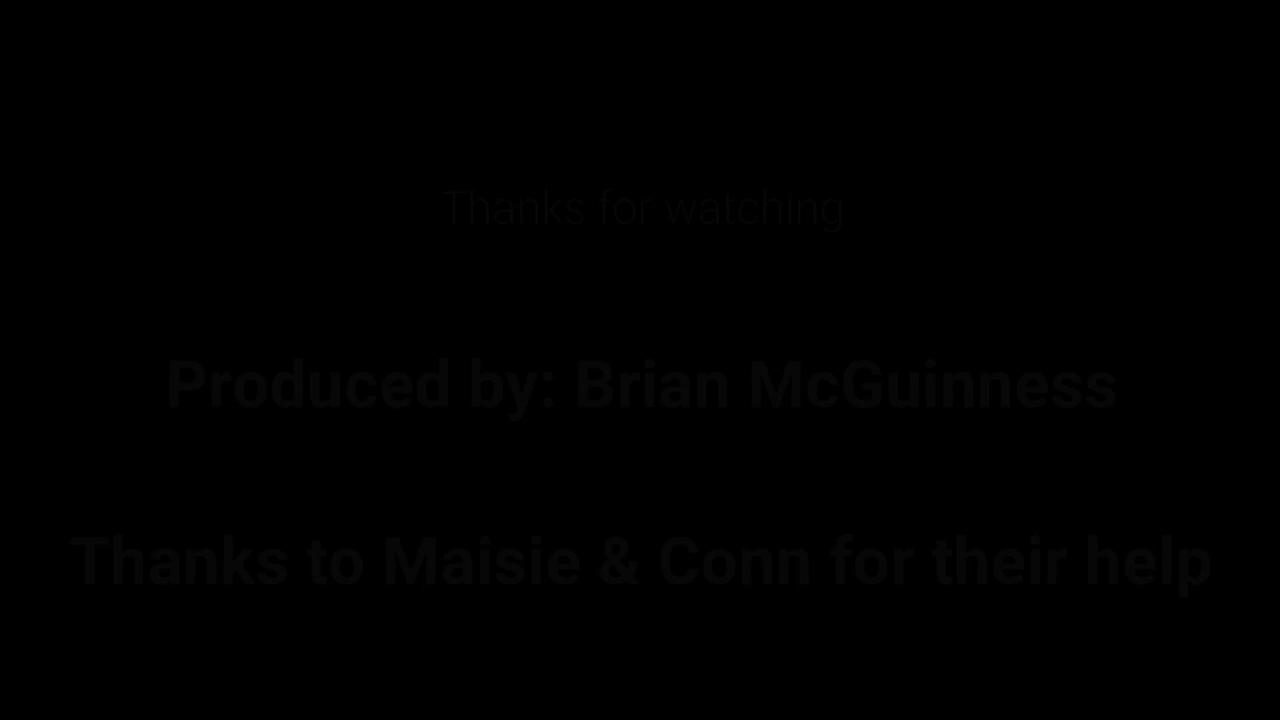 Thanks for watching
Produced by: Brian McGuinness
Thanks to Maisie & Conn for their help